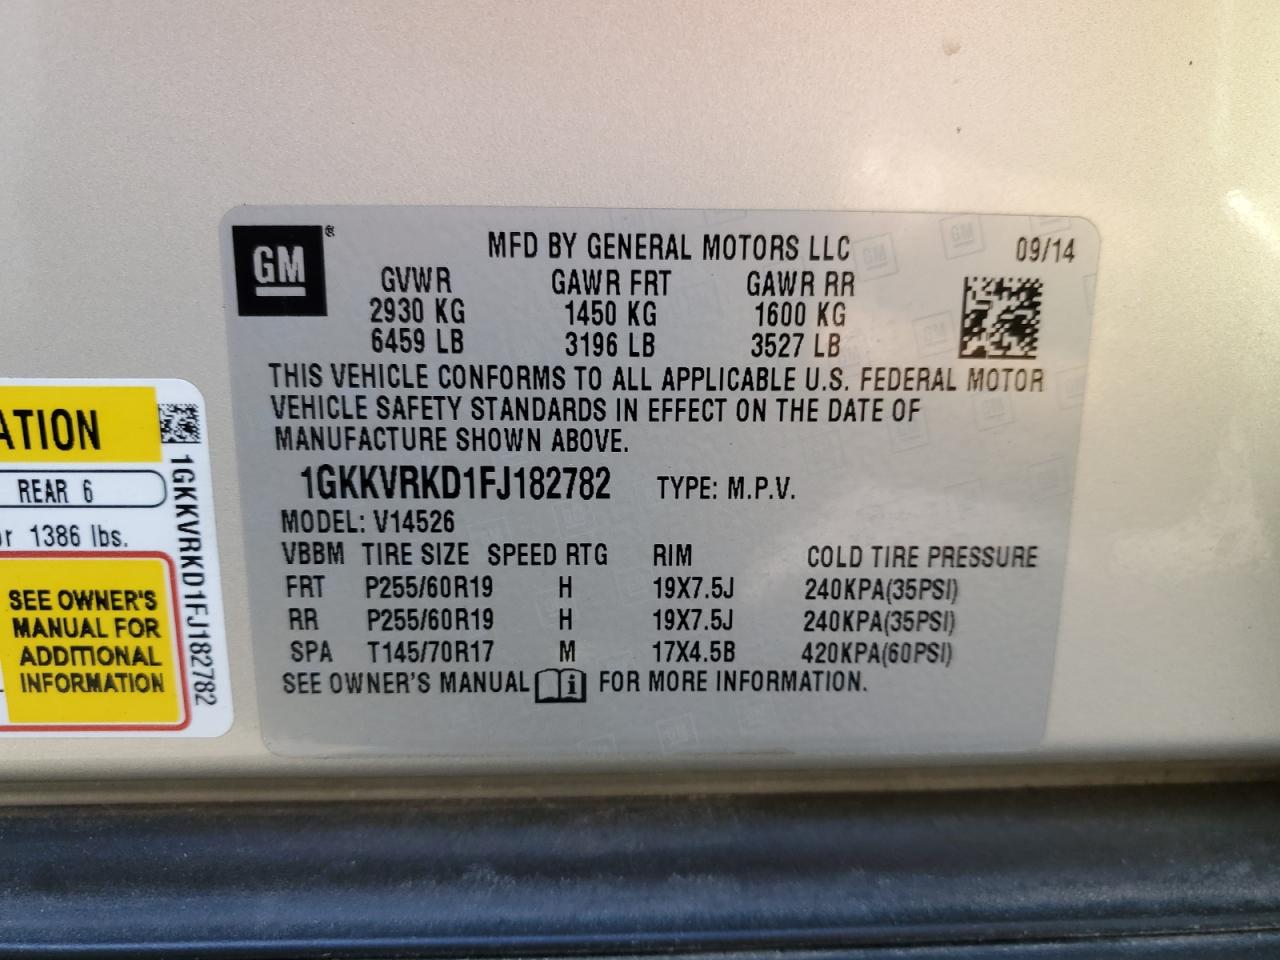 GM®
MFD BY GENERAL MOTORS LLC 09/14
GVWR GAWR FRT GAWR RR
2930 KG 1450 KG 1600 KG
6459 LB 3196 LB 3527 LB
THIS VEHICLE CONFORMS TO ALL APPLICABLE U.S. FEDERAL MOTOR
VEHICLE SAFETY STANDARDS IN EFFECT ON THE DATE OF
MANUFACTURE SHOWN ABOVE.
1GKKVRKD1FJ182782 TYPE: M.P.V.
MODEL: V14526
VBBM TIRE SIZE SPEED RTG RIM COLD TIRE PRESSURE
FRT P255/60R19 H 19X7.5J 240KPA(35PSI)
RR P255/60R19 H 19X7.5J 240KPA(35PSI)
SPA T145/70R17 M 17X4.5B 420KPA(60PSI)
SEE OWNER'S MANUAL i FOR MORE INFORMATION.
ATION
REAR 6
or 1386 lbs.
SEE OWNER'S
MANUAL FOR
ADDITIONAL
INFORMATION
1GKKVRKD1FJ182782